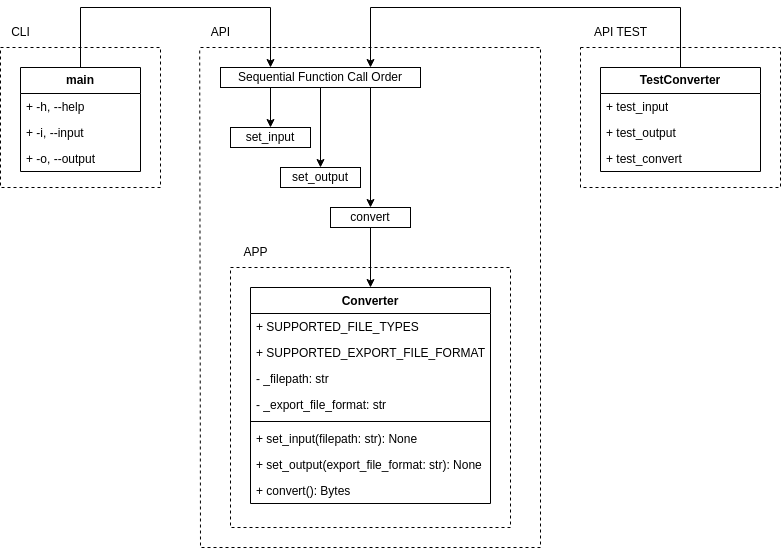 CLI
API
API TEST
main
+ -h, --help
+ -i, --input
+ -o, --output
Sequential Function Call Order
set_input
set_output
convert
TestConverter
+ test_input
+ test_output
+ test_convert
APP
Converter
+ SUPPORTED_FILE_TYPES
+ SUPPORTED_EXPORT_FILE_FORMAT
- _filepath: str
- _export_file_format: str
+ set_input(filepath: str): None
+ set_output(export_file_format: str): None
+ convert(): Bytes